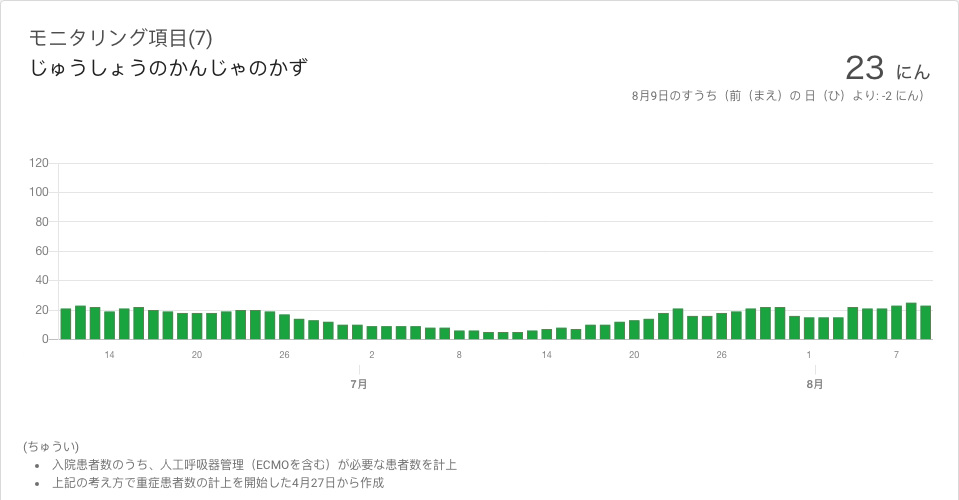 モニタリング項目(7)
じゅうしょうのかんじゃのかず
23 にん
8月9日のすうち（前（まえ）の 日（ひ）より: -2 にん）
120
100
80
60
40
20
0
14 20 26 2 8 14 20 26 1 7
7月 8月
(ちゅうい)
• 入院患者数のうち、人工呼吸器管理（ECMOを含む）が必要な患者数を計上
• 上記の考え方で重症患者数の計上を開始した4月27日から作成